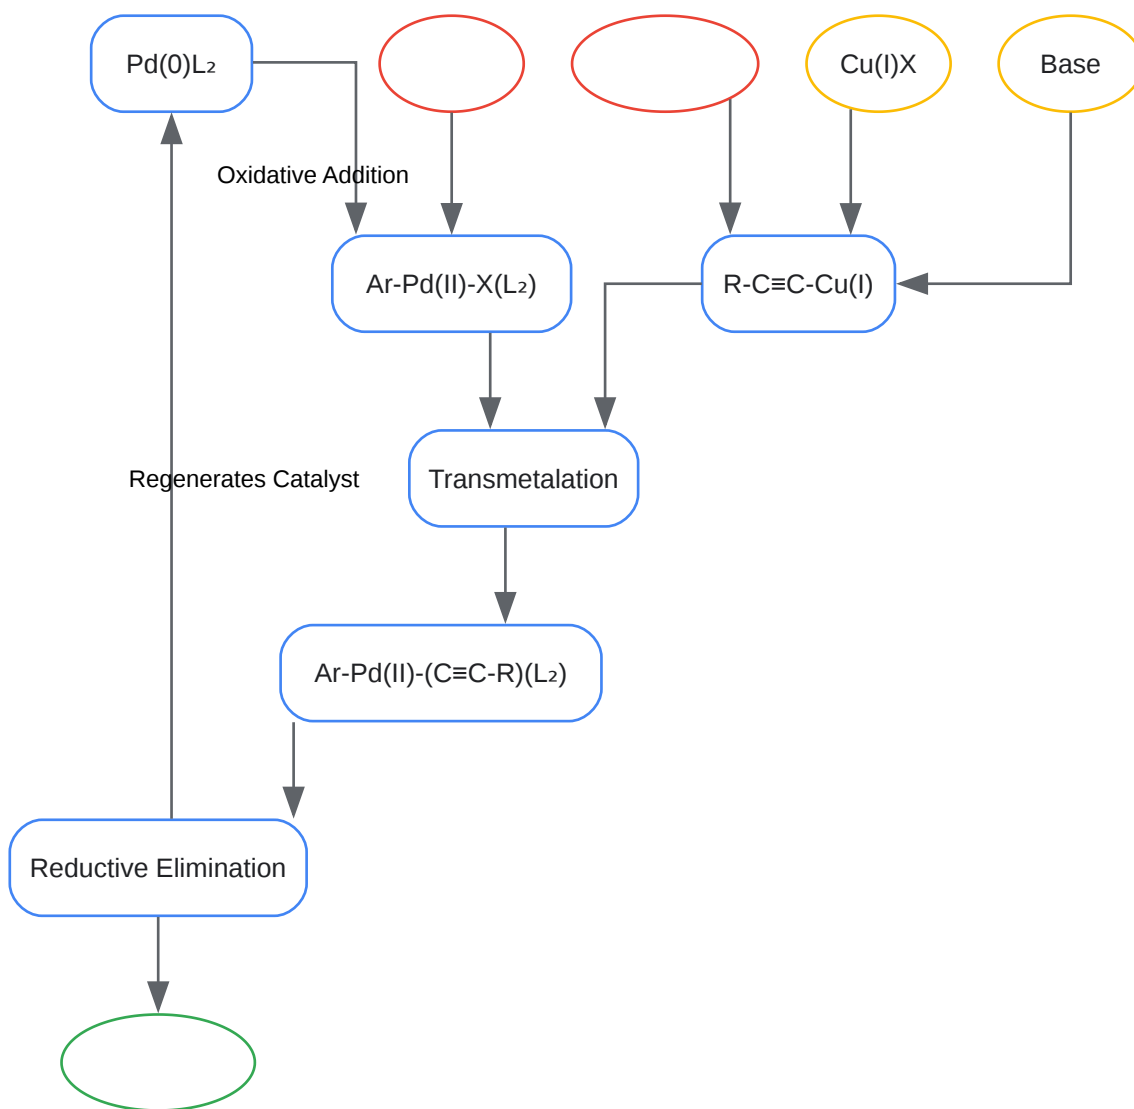 Pd(0)L₂
Cu(I)X
Base
Oxidative Addition
Ar-Pd(II)-X(L₂)
R-C≡C-Cu(I)
Transmetalation
Regenerates Catalyst
Ar-Pd(II)-(C≡C-R)(L₂)
Reductive Elimination